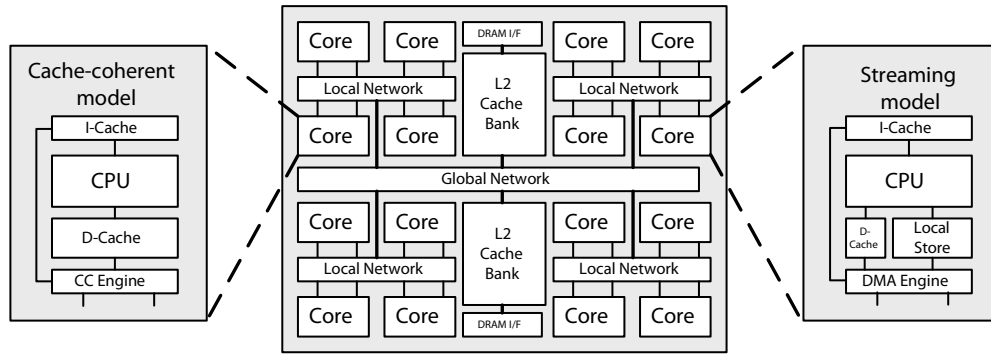 Cache-coherent
model
I-Cache
CPU
D-Cache
CC Engine
Core
Core
DRAM I/F
Core
Core
Local Network
L2
Cache
Bank
Local Network
Core
Core
Core
Core
Global Network
Core
Core
L2
Cache
Bank
Core
Core
Local Network
Local Network
Core
Core
DRAM I/F
Core
Core
Streaming
model
I-Cache
CPU
D-
Cache
Local
Store
DMA Engine